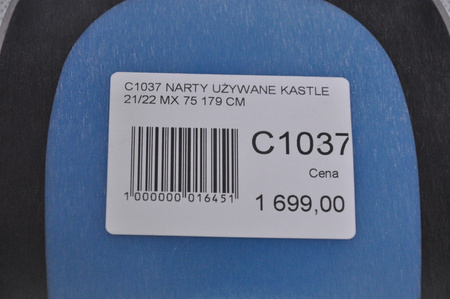 C1037 NARTY UŻYWANE KASTLE
21/22 MX 75 179 CM
C1037
Cena
1 000000 016451
1 699,00